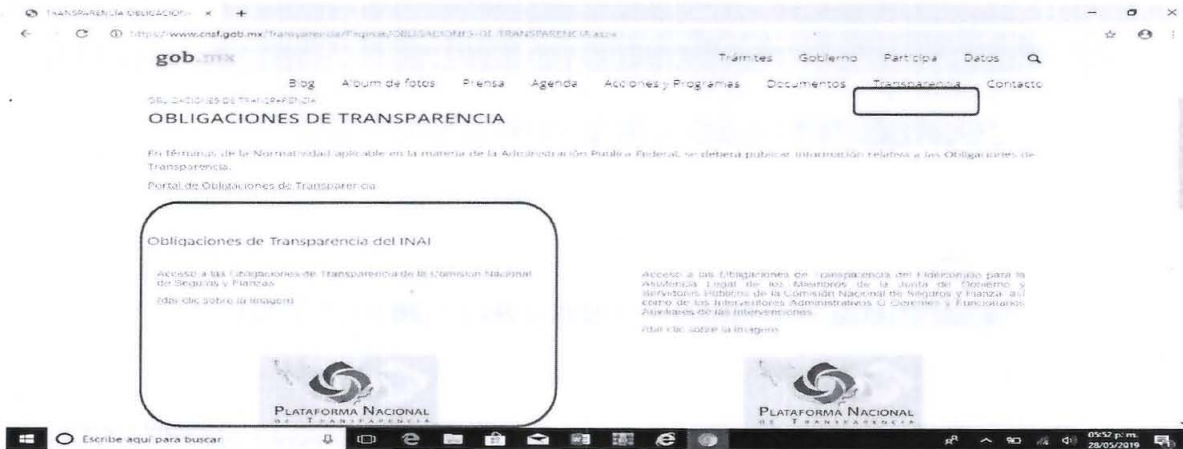 TRANSPARENCIA OBLIGACION
https://www.cnsf.gob.mx/Transparencia/Paginas/OBLIGACIONES-DE-TRANSPARENCIA.aspx
gob.mx
Trámites Gobierno Participa Datos
Blog Álbum de fotos Prensa Agenda Acciones y Programas Documentos Transparencia Contacto
OBLIGACIONES DE TRANSPARENCIA
OBLIGACIONES DE TRANSPARENCIA
En términos de la Normatividad aplicable en la materia de la Administración Pública Federal, se deberá publicar información relativa a las Obligaciones de
Transparencia.
Portal de Obligaciones de Transparencia
Obligaciones de Transparencia del INAI
Acceso a las Obligaciones de Transparencia de la Comisión Nacional
de Seguros y Fianzas
(dar clic sobre la imagen)
PLATAFORMA NACIONAL
DE TRANSPARENCIA
Acceso a las Obligaciones de Transparencia del Fideicomiso para la
Asistencia Legal de los Miembros de la Junta de Gobierno y
Servidores Públicos de la Comisión Nacional de Seguros y Fianza, así
como de los Interventores Administrativos O Gerentes y Funcionarios
Auxiliares de las Intervenciones
(dar clic sobre la imagen)
PLATAFORMA NACIONAL
DE TRANSPARENCIA
Escribe aquí para buscar
05:52 p. m.
28/05/2019